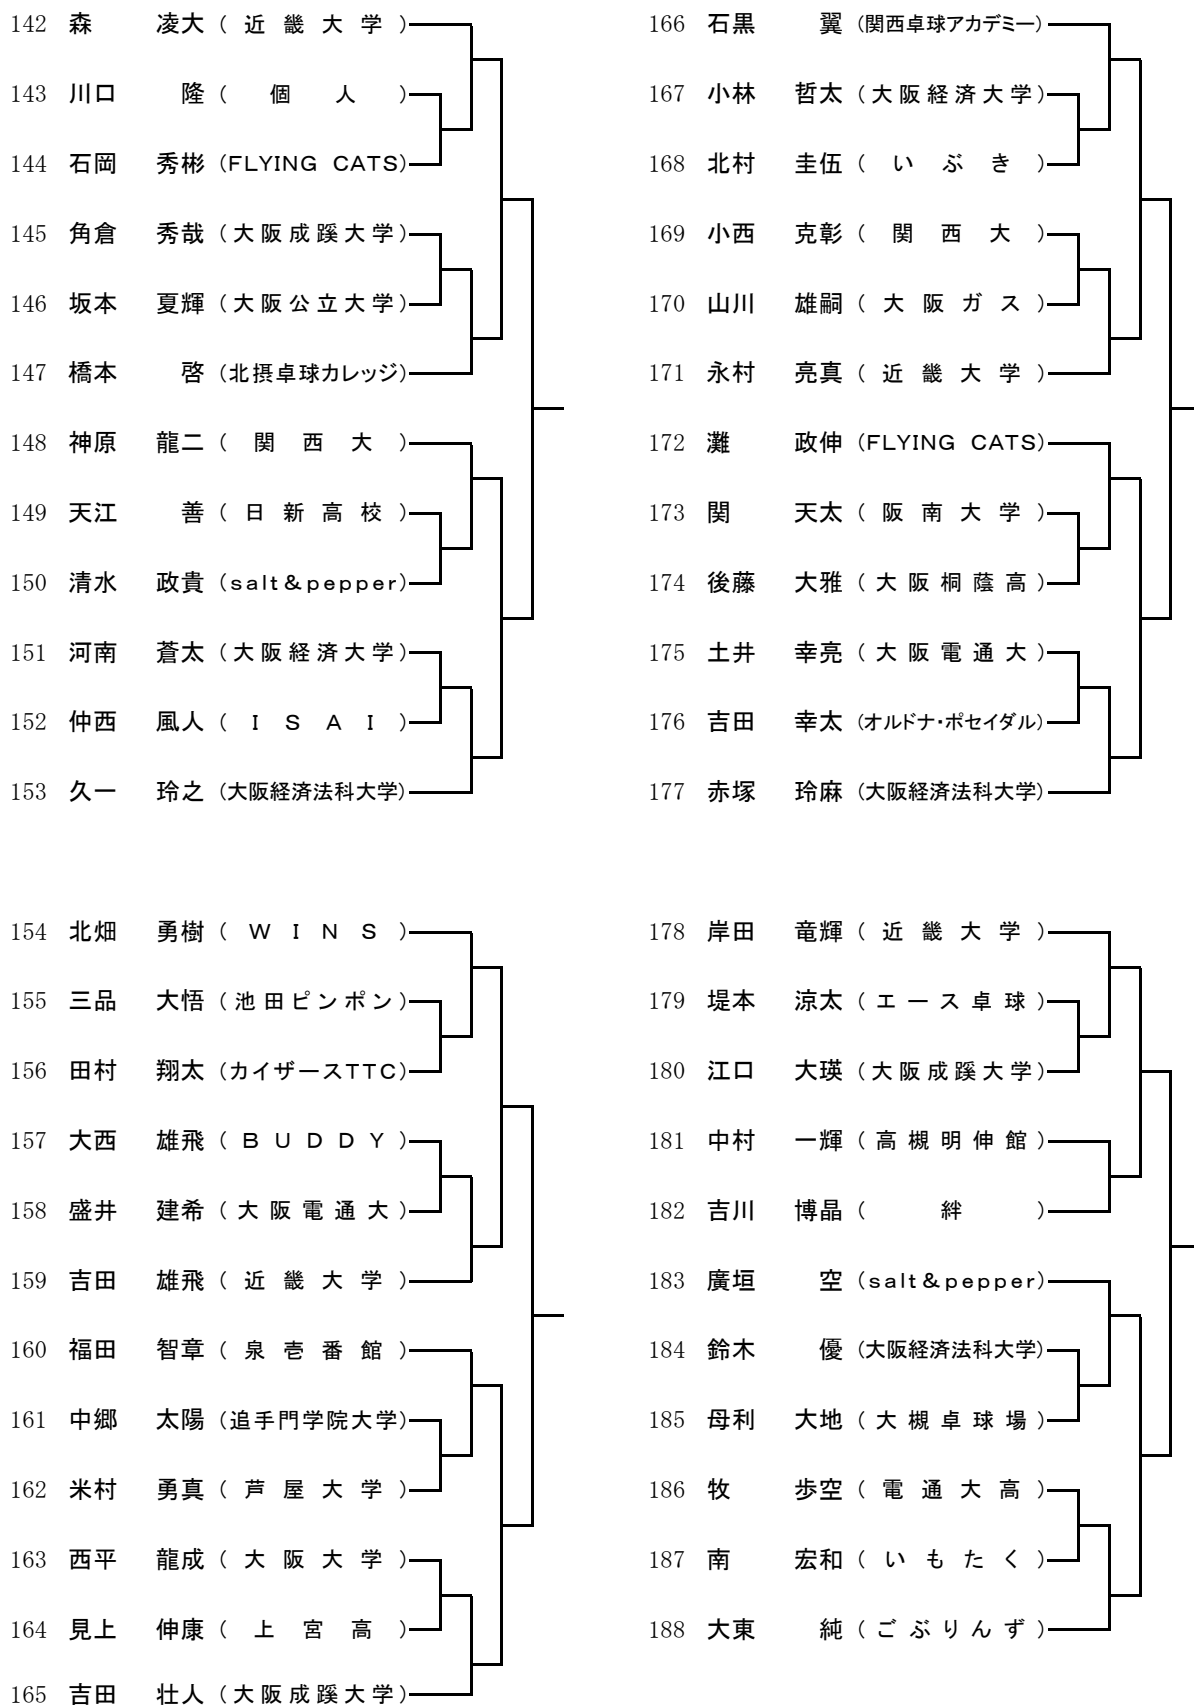 142 森 凌大 (近畿大学)
143 川口 隆 (個人)
144 石岡 秀彬 (FLYING CATS)
145 角倉 秀哉 (大阪成蹊大学)
146 坂本 夏輝 (大阪公立大学)
147 橋本 啓 (北摂卓球カレッジ)
148 神原 龍二 (関西大)
149 天江 善 (日新高校)
150 清水 政貴 (salt&pepper)
151 河南 蒼太 (大阪経済大学)
152 仲西 風人 (ISAI)
153 久一 玲之 (大阪経済法科大学)
154 北畑 勇樹 (WINS)
155 三品 大悟 (池田ピンポン)
156 田村 翔太 (カイザースTTC)
157 大西 雄飛 (BUDDY)
158 盛井 建希 (大阪電通大)
159 吉田 雄飛 (近畿大学)
160 福田 智章 (泉壱番館)
161 中郷 太陽 (追手門学院大学)
162 米村 勇真 (芦屋大学)
163 西平 龍成 (大阪大学)
164 見上 伸康 (上宮高)
165 吉田 壮人 (大阪成蹊大学)
166 石黒 翼 (関西卓球アカデミー)
167 小林 哲太 (大阪経済大学)
168 北村 圭伍 (いぶき)
169 小西 克彰 (関西大)
170 山川 雄嗣 (大阪ガス)
171 永村 亮真 (近畿大学)
172 灘 政伸 (FLYING CATS)
173 関 天太 (阪南大学)
174 後藤 大雅 (大阪桐蔭高)
175 土井 幸亮 (大阪電通大)
176 吉田 幸太 (オルドナ・ポセイダル)
177 赤塚 玲麻 (大阪経済法科大学)
178 岸田 竜輝 (近畿大学)
179 堤本 涼太 (エース卓球)
180 江口 大瑛 (大阪成蹊大学)
181 中村 一輝 (高槻明伸館)
182 吉川 博晶 (絆)
183 廣垣 空 (salt&pepper)
184 鈴木 優 (大阪経済法科大学)
185 母利 大地 (大槻卓球場)
186 牧 歩空 (電通大高)
187 南 宏和 (いもたく)
188 大東 純 (ごぶりんず)